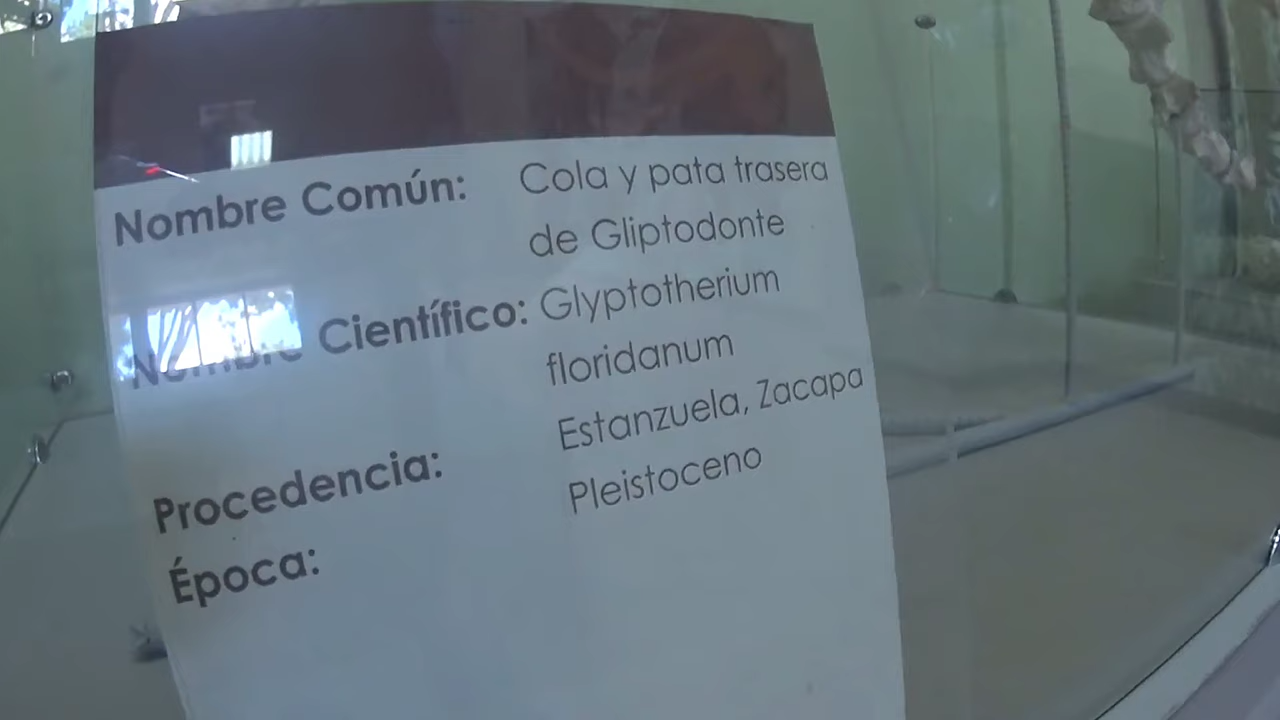 Nombre Común: Cola y pata trasera
de Gliptodonte
Nombre Científico: Glyptotherium
floridanum
Procedencia: Estanzuela, Zacapa
Época: Pleistoceno